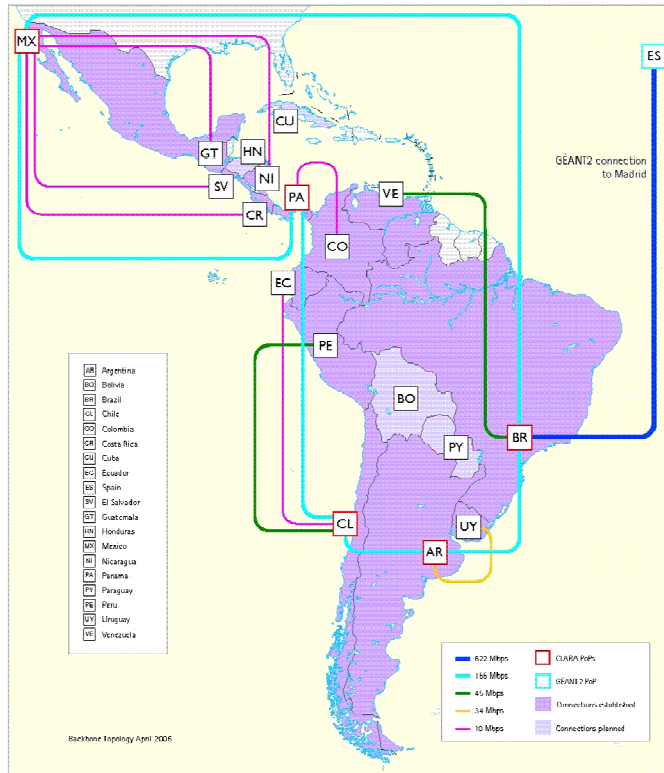 MX
ES
CU
GÉANT2 connection
to Madrid
GT
HN
NI
SV
PA
VE
CR
CO
EC
PE
BO
BR
PY
CL
UY
AR
AR Argentina
BO Bolivia
BR Brazil
CL Chile
CO Colombia
CR Costa Rica
CU Cuba
EC Ecuador
ES Spain
SV El Salvador
GT Guatemala
HN Honduras
MX Mexico
NI Nicaragua
PA Panama
PY Paraguay
PE Peru
UY Uruguay
VE Venezuela
622 Mbps
155 Mbps
45 Mbps
34 Mbps
10 Mbps
CLARA PoPs
GÉANT2 PoP
Connections established
Connections planned
Backbone Topology April 2006